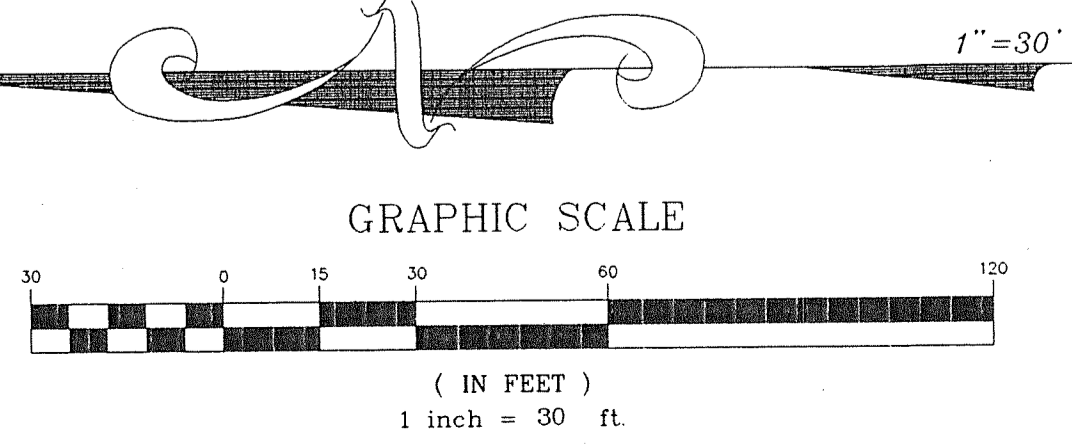 1"=30'
GRAPHIC SCALE
30 0 15 30 60 120
( IN FEET )
1 inch = 30 ft.